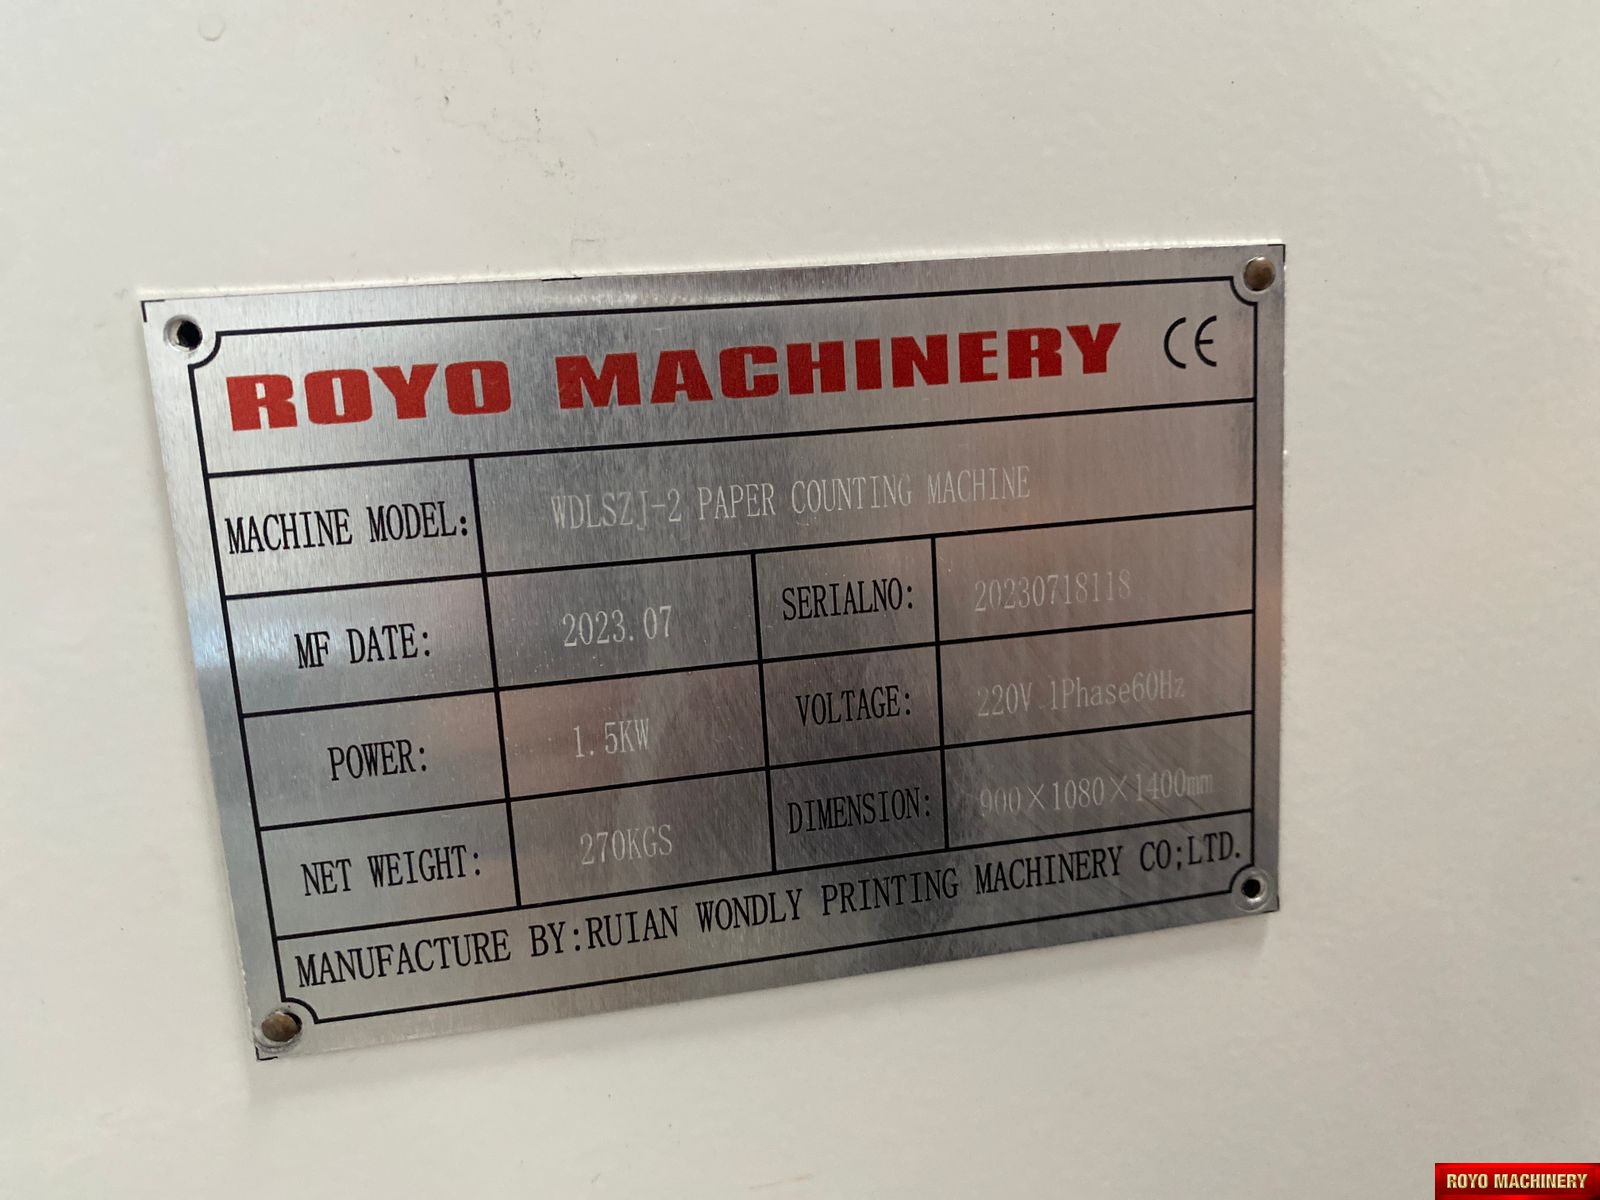 ROYO MACHINERY CE
MACHINE MODEL: WDLSZJ-2 PAPER COUNTING MACHINE
MF DATE: 2023.07 SERIALNO: 20230718118
POWER: 1.5KW VOLTAGE: 220V 1Phase60Hz
NET WEIGHT: 270KGS DIMENSION: 900×1080×1400mm
MANUFACTURE BY:RUIAN WONDLY PRINTING MACHINERY CO;LTD.
ROYO MACHINERY